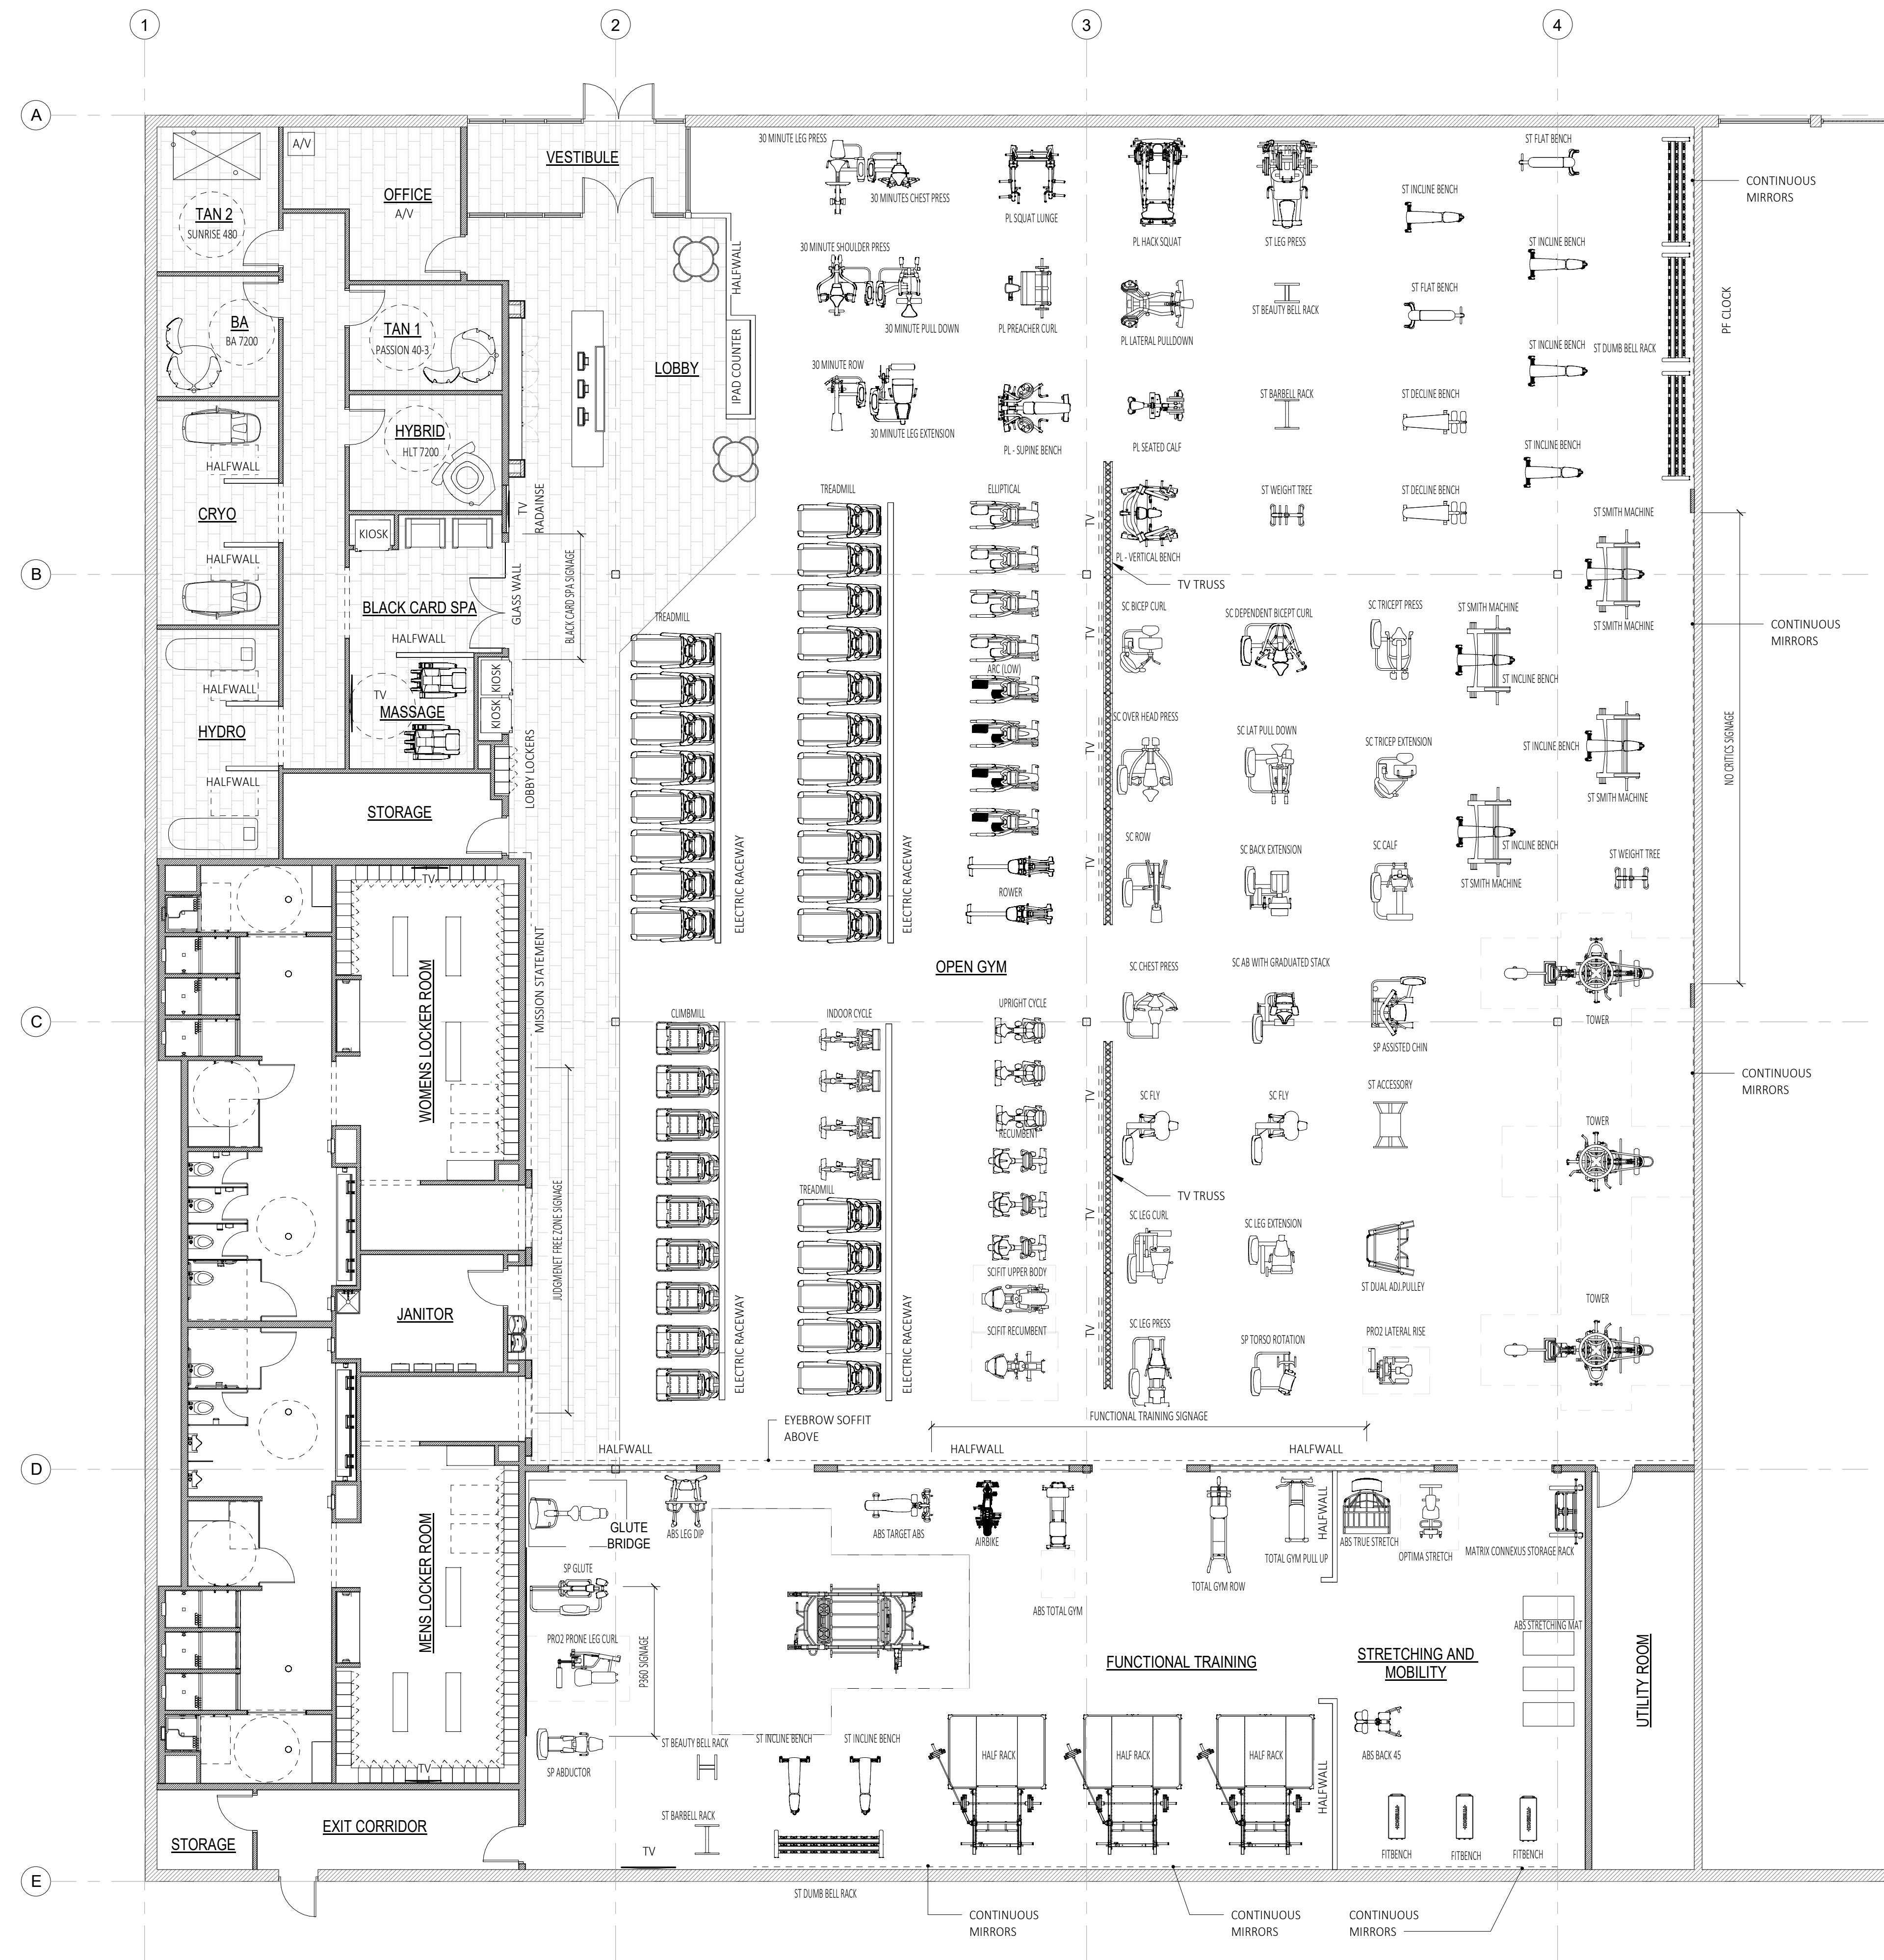 1
2
3
4
A
B
C
D
E
A/V
OFFICE
A/V
VESTIBULE
TAN 2
SUNRISE 480
BA
BA 7200
TAN 1
PASSION 40-3
HYBRID
HLT 7200
HALFWALL
CRYO
HALFWALL
KIOSK
TV
RADAINSE
BLACK CARD SPA
GLASS WALL
BLACK CARD SPA SIGNAGE
HALFWALL
HALFWALL
HYDRO
HALFWALL
TV
MASSAGE
KIOSK
KIOSK
LOBBY LOCKERS
STORAGE
LOBBY
HALFWALL
IPAD COUNTER
30 MINUTE LEG PRESS
30 MINUTES CHEST PRESS
30 MINUTE SHOULDER PRESS
30 MINUTE PULL DOWN
30 MINUTE ROW
30 MINUTE LEG EXTENSION
PL SQUAT LUNGE
PL PREACHER CURL
PL - SUPINE BENCH
PL HACK SQUAT
PL LATERAL PULLDOWN
PL SEATED CALF
PL - VERTICAL BENCH
ST LEG PRESS
ST BEAUTY BELL RACK
ST BARBELL RACK
ST WEIGHT TREE
ST FLAT BENCH
ST INCLINE BENCH
ST INCLINE BENCH
ST FLAT BENCH
ST INCLINE BENCH
ST DUMB BELL RACK
ST DECLINE BENCH
ST INCLINE BENCH
ST DECLINE BENCH
CONTINUOUS
MIRRORS
PF CLOCK
TREADMILL
TREADMILL
ELLIPTICAL
ARC (LOW)
ROWER
ELECTRIC RACEWAY
ELECTRIC RACEWAY
TV
TV
TV
TV
TV TRUSS
ST SMITH MACHINE
ST SMITH MACHINE
ST SMITH MACHINE
ST INCLINE BENCH
ST INCLINE BENCH
ST SMITH MACHINE
ST INCLINE BENCH
ST SMITH MACHINE
ST WEIGHT TREE
CONTINUOUS
MIRRORS
NO CRITICS SIGNAGE
SC BICEP CURL
SC DEPENDENT BICEPT CURL
SC TRICEPT PRESS
SC OVER HEAD PRESS
SC LAT PULL DOWN
SC TRICEP EXTENSION
SC ROW
SC BACK EXTENSION
SC CALF
OPEN GYM
SC CHEST PRESS
SC AB WITH GRADUATED STACK
SP ASSISTED CHIN
TOWER
CONTINUOUS
MIRRORS
TV
WOMENS LOCKER ROOM
MISSION STATEMENT
JUDGMENET FREE ZONE SIGNAGE
CLIMBMILL
INDOOR CYCLE
UPRIGHT CYCLE
RECUMBENT
TREADMILL
SCIFIT UPPER BODY
SCIFIT RECUMBENT
ELECTRIC RACEWAY
ELECTRIC RACEWAY
TV
TV
TV
TV TRUSS
SC FLY
SC FLY
ST ACCESSORY
TOWER
SC LEG CURL
SC LEG EXTENSION
ST DUAL ADJ.PULLEY
SC LEG PRESS
SP TORSO ROTATION
PRO2 LATERAL RISE
TOWER
JANITOR
EYEBROW SOFFIT
ABOVE
FUNCTIONAL TRAINING SIGNAGE
HALFWALL
HALFWALL
HALFWALL
MENS LOCKER ROOM
TV
GLUTE
BRIDGE
ABS LEG DIP
ABS TARGET ABS
AIRBIKE
ABS TOTAL GYM
TOTAL GYM ROW
TOTAL GYM PULL UP
HALFWALL
ABS TRUE STRETCH
OPTIMA STRETCH
MATRIX CONNEXUS STORAGE RACK
SP GLUTE
PRO2 PRONE LEG CURL
P360 SIGNAGE
SP ABDUCTOR
FUNCTIONAL TRAINING
STRETCHING AND
MOBILITY
ABS STRETCHING MAT
UTILITY ROOM
ST BEAUTY BELL RACK
ST INCLINE BENCH
ST INCLINE BENCH
HALF RACK
HALF RACK
HALF RACK
ABS BACK 45
HALFWALL
ST BARBELL RACK
TV
FITBENCH
FITBENCH
FITBENCH
EXIT CORRIDOR
STORAGE
ST DUMB BELL RACK
CONTINUOUS
MIRRORS
CONTINUOUS
MIRRORS
CONTINUOUS
MIRRORS